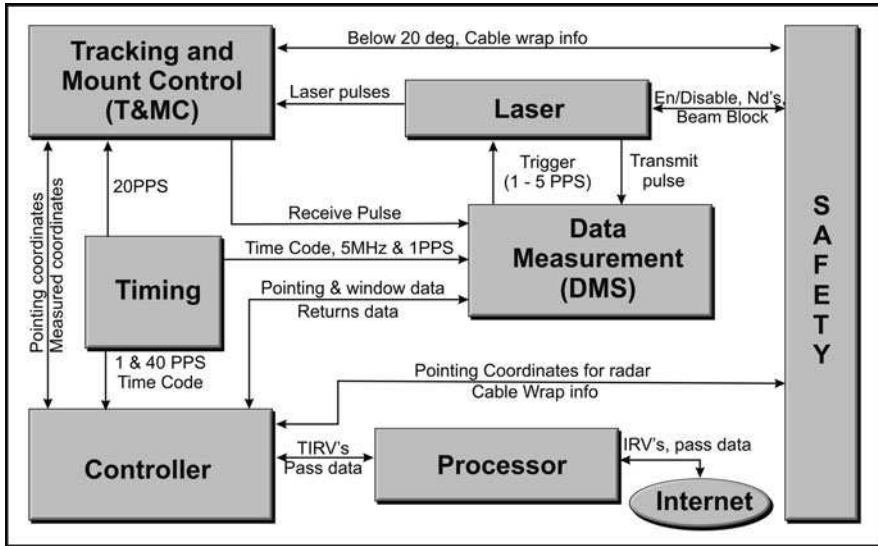 Tracking and
Mount Control
(T&MC)
Below 20 deg, Cable wrap info
Laser pulses
Laser
En/Disable, Nd's,
Beam Block
20PPS
Trigger
(1 - 5 PPS)
Transmit
pulse
Receive Pulse
Pointing coordinates
Measured coordinates
Timing
Time Code, 5MHz & 1PPS
Data
Measurement
(DMS)
Pointing & window data
Returns data
S
A
F
E
T
Y
1 & 40 PPS
Time Code
Pointing Coordinates for radar
Cable Wrap info
Controller
TIRV's
Pass data
Processor
IRV's, pass data
Internet